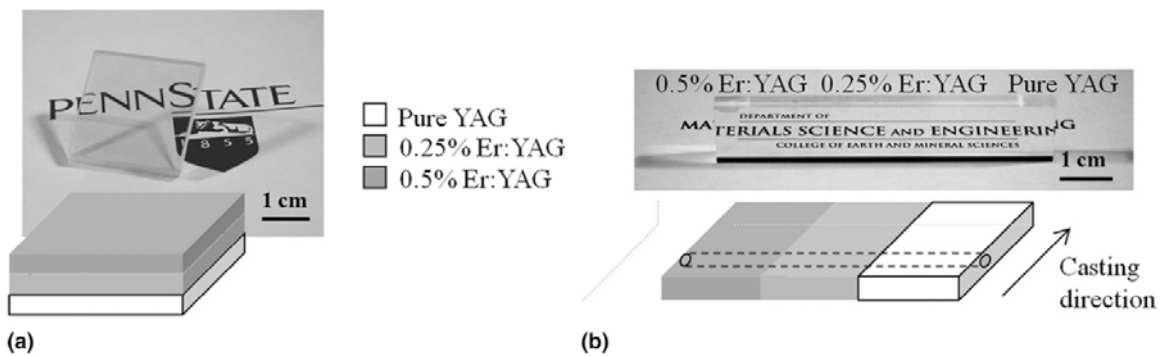 PENNSTATE
1855
1 cm
Pure YAG
0.25% Er:YAG
0.5% Er:YAG
(a)
0.5% Er:YAG 0.25% Er:YAG Pure YAG
DEPARTMENT OF
MATERIALS SCIENCE AND ENGINEERING
COLLEGE OF EARTH AND MINERAL SCIENCES
1 cm
Casting
direction
(b)